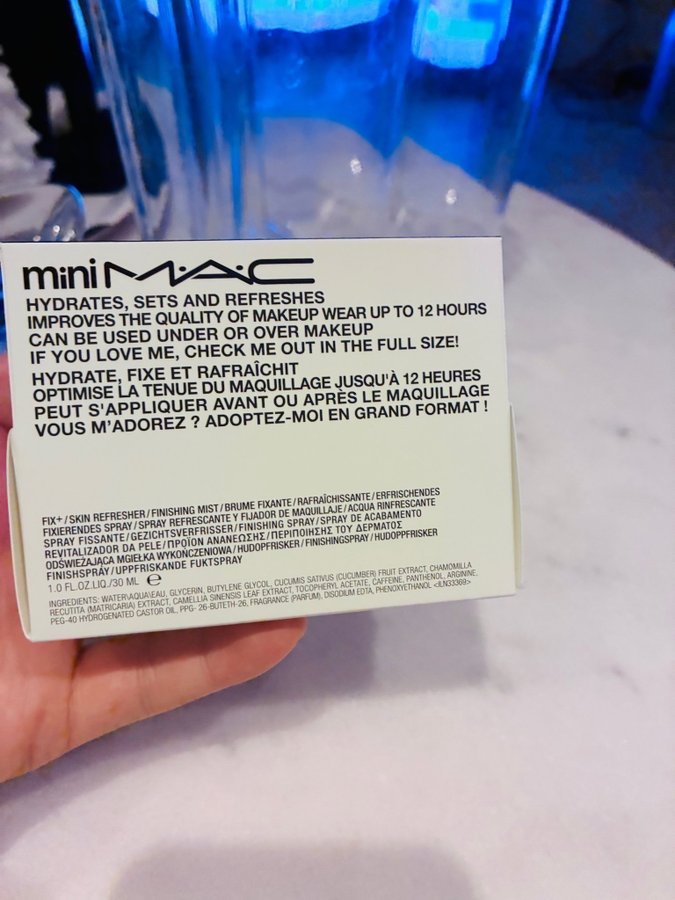 mini M·A·C
HYDRATES, SETS AND REFRESHES
IMPROVES THE QUALITY OF MAKEUP WEAR UP TO 12 HOURS
CAN BE USED UNDER OR OVER MAKEUP
IF YOU LOVE ME, CHECK ME OUT IN THE FULL SIZE!
HYDRATE, FIXE ET RAFRAÎCHIT
OPTIMISE LA TENUE DU MAQUILLAGE JUSQU'À 12 HEURES
PEUT S'APPLIQUER AVANT OU APRÈS LE MAQUILLAGE
VOUS M'ADOREZ ? ADOPTEZ-MOI EN GRAND FORMAT !
FIX+ / SKIN REFRESHER / FINISHING MIST / BRUME FIXANTE / RAFRAÎCHISSANTE / ERFRISCHENDES
FIXIERENDES SPRAY / SPRAY REFRESCANTE Y FIJADOR DE MAQUILLAJE / ACQUA RINFRESCANTE
SPRAY FISSANTE / GEZICHTSVERFRISSER / FINISHING SPRAY / SPRAY DE ACABAMENTO
REVITALIZADOR DA PELE / ΠΡΟΪΟΝ ΑΝΑΝΕΩΣΗΣ / ΠΕΡΙΠΟΙΗΣΗΣ ΤΟΥ ΔΕΡΜΑΤΟΣ
ODŚWIEŻAJĄCA MGIEŁKA WYKOŃCZENIOWA / HUDOPFRISKER / FINISHINGSPRAY / HUDOPPFRISKER
FINISHSPRAY / UPPFRISKANDE FUKTSPRAY
1.0 FL.OZ.LIQ./30 ML ℮
INGREDIENTS: WATER\AQUA\EAU, GLYCERIN, BUTYLENE GLYCOL, CUCUMIS SATIVUS (CUCUMBER) FRUIT EXTRACT, CHAMOMILLA
RECUTITA (MATRICARIA) EXTRACT, CAMELLIA SINENSIS LEAF EXTRACT, TOCOPHERYL ACETATE, CAFFEINE, PANTHENOL, ARGININE,
PEG-40 HYDROGENATED CASTOR OIL, PPG- 26-BUTETH-26, FRAGRANCE (PARFUM), DISODIUM EDTA, PHENOXYETHANOL <ILN33369>